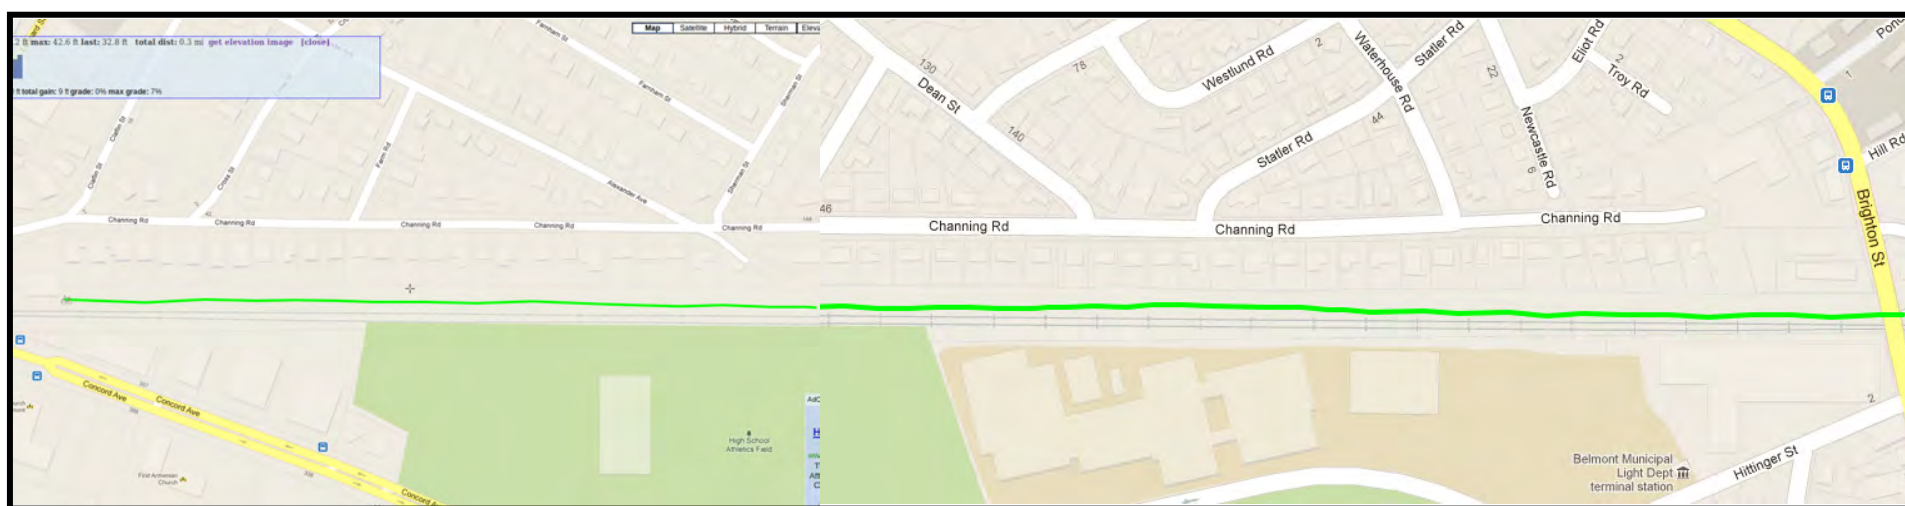 .2 ft max: 42.6 ft last: 32.8 ft total dist: 0.3 mi get elevation image [close]
ft total gain: 9 ft grade: 0% max grade: 7%
Map
Satellite
Hybrid
Terrain
Eleva
Farnham St
Farnham St
Sherman St
Sherman St
Claflin St
Claflin St
Cross St
Farm Rd
Alexander Ave
Channing Rd
Channing Rd
Channing Rd
Channing Rd
Channing Rd
Concord Ave
Concord Ave
Concord Av
First Armenian
Church
High School
Athletics Field
130
Dean St
140
78
Westlund Rd
2
Waterhouse Rd
Statler Rd
Statler Rd
44
22
Newcastle Rd
6
Eliot Rd
2
Troy Rd
Pond
1
Hill Rd
Brighton St
46
Channing Rd
Channing Rd
Channing Rd
2
Hittinger St
Belmont Municipal
Light Dept
terminal station